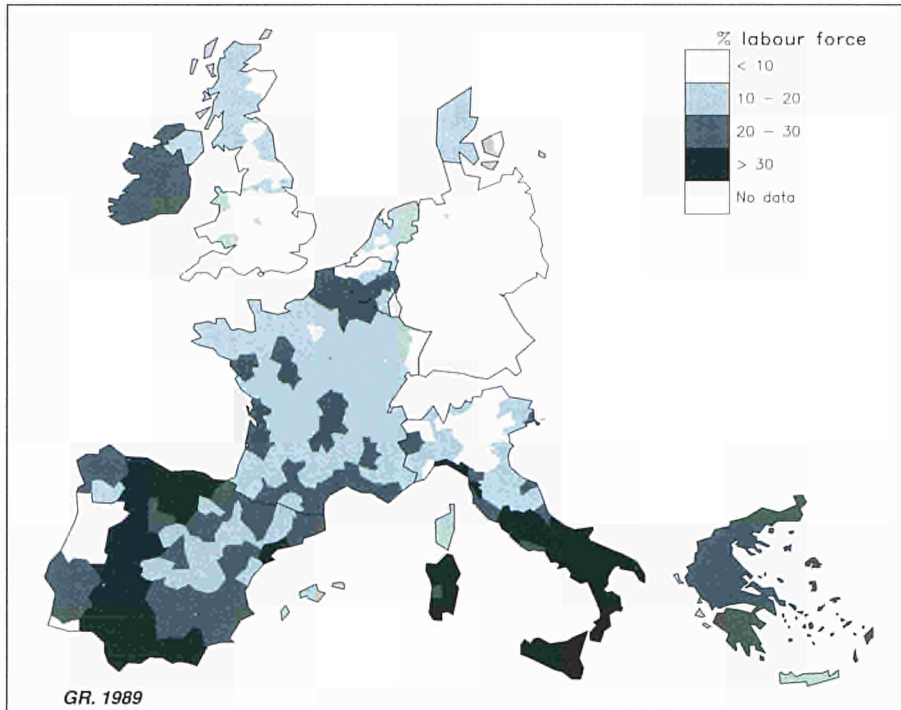 % labour force
< 10
10 – 20
20 – 30
> 30
No data
GR. 1989